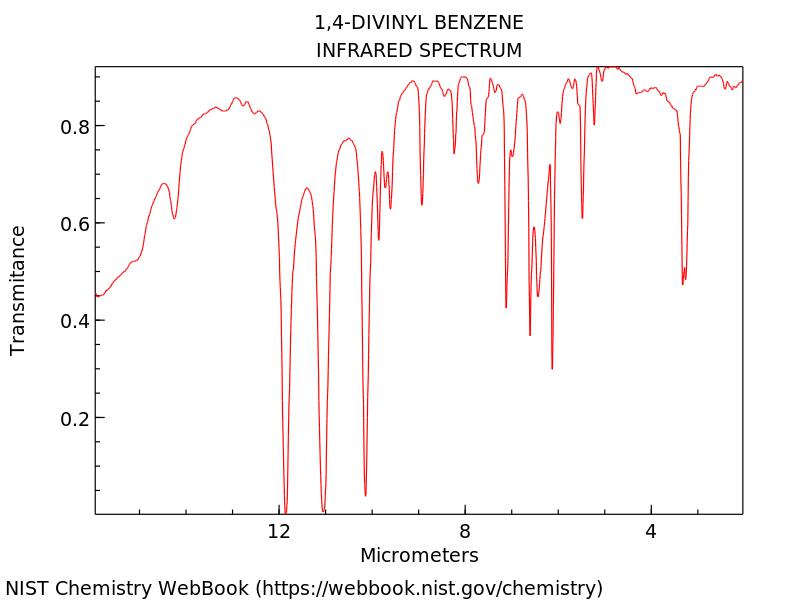 1,4-DIVINYL BENZENE
INFRARED SPECTRUM
Transmitance
0.8
0.6
0.4
0.2
12 8 4
Micrometers
NIST Chemistry WebBook (https://webbook.nist.gov/chemistry)